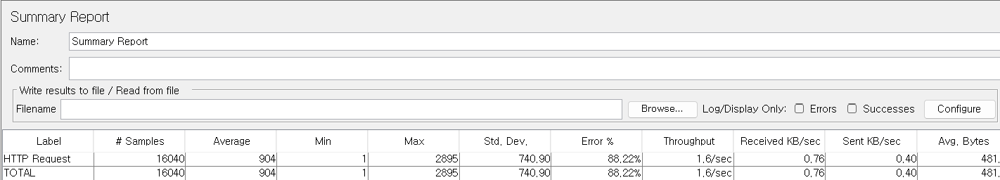 Summary Report
Name: Summary Report
Comments:
Write results to file / Read from file
Filename Browse... Log/Display Only: Errors Successes Configure
Label # Samples Average Min Max Std. Dev. Error % Throughput Received KB/sec Sent KB/sec Avg. Bytes
HTTP Request 16040 904 1 2895 740.90 88.22% 1.6/sec 0.76 0.40 481.
TOTAL 16040 904 1 2895 740.90 88.22% 1.6/sec 0.76 0.40 481.